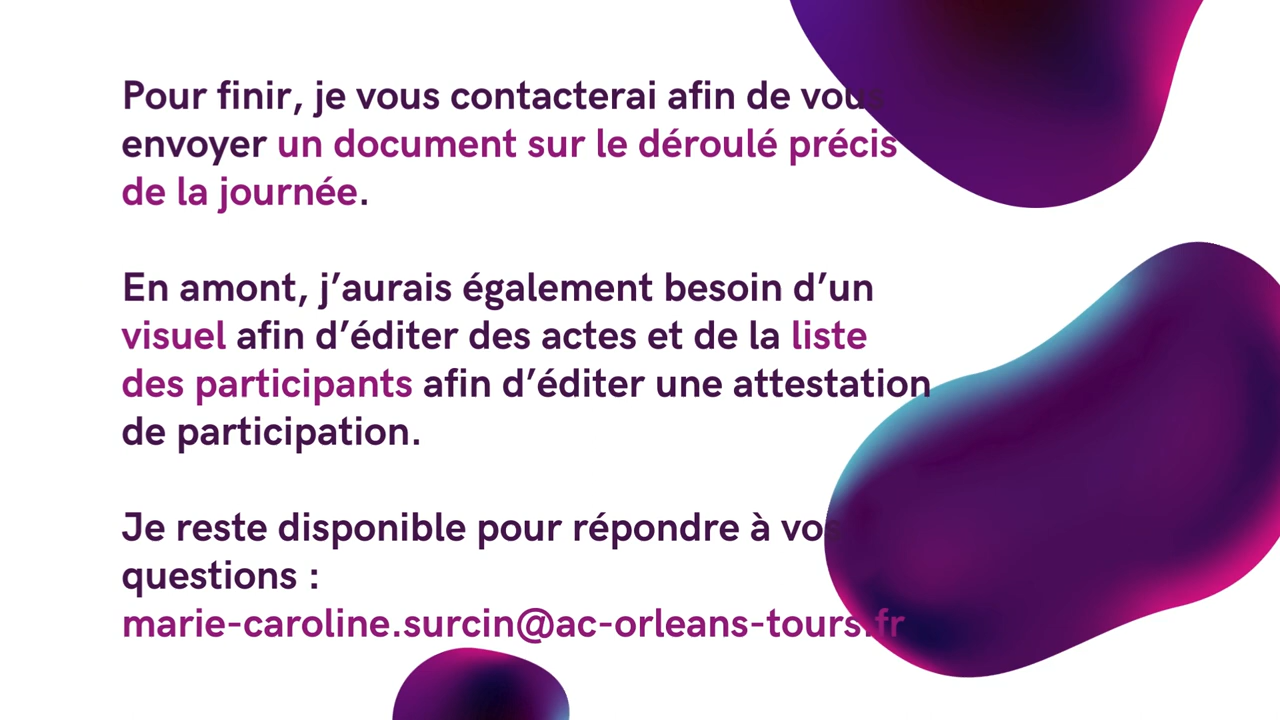 Pour finir, je vous contacterai afin de vous
envoyer un document sur le déroulé précis
de la journée.
En amont, j’aurais également besoin d’un
visuel afin d’éditer des actes et de la liste
des participants afin d’éditer une attestation
de participation.
Je reste disponible pour répondre à vos
questions :
marie-caroline.surcin@ac-orleans-tours.fr